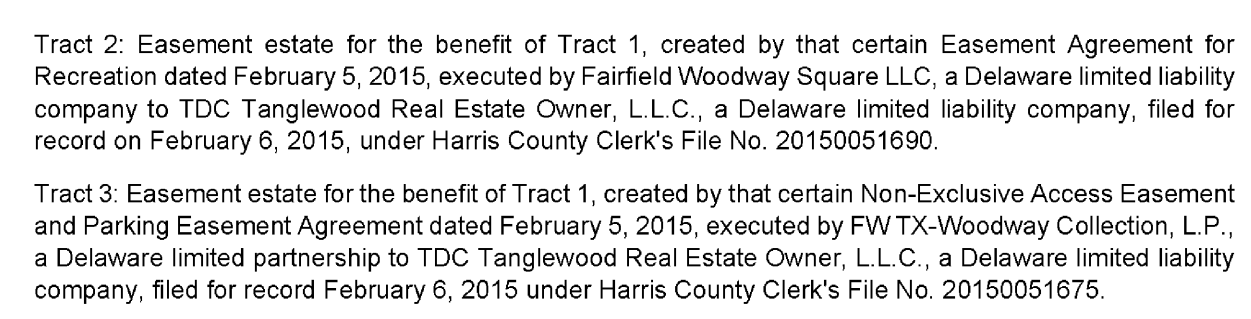 Tract 2: Easement estate for the benefit of Tract 1, created by that certain Easement Agreement for
Recreation dated February 5, 2015, executed by Fairfield Woodway Square LLC, a Delaware limited liability
company to TDC Tanglewood Real Estate Owner, L.L.C., a Delaware limited liability company, filed for
record on February 6, 2015, under Harris County Clerk's File No. 20150051690.
Tract 3: Easement estate for the benefit of Tract 1, created by that certain Non-Exclusive Access Easement
and Parking Easement Agreement dated February 5, 2015, executed by FW TX-Woodway Collection, L.P.,
a Delaware limited partnership to TDC Tanglewood Real Estate Owner, L.L.C., a Delaware limited liability
company, filed for record February 6, 2015 under Harris County Clerk's File No. 20150051675.